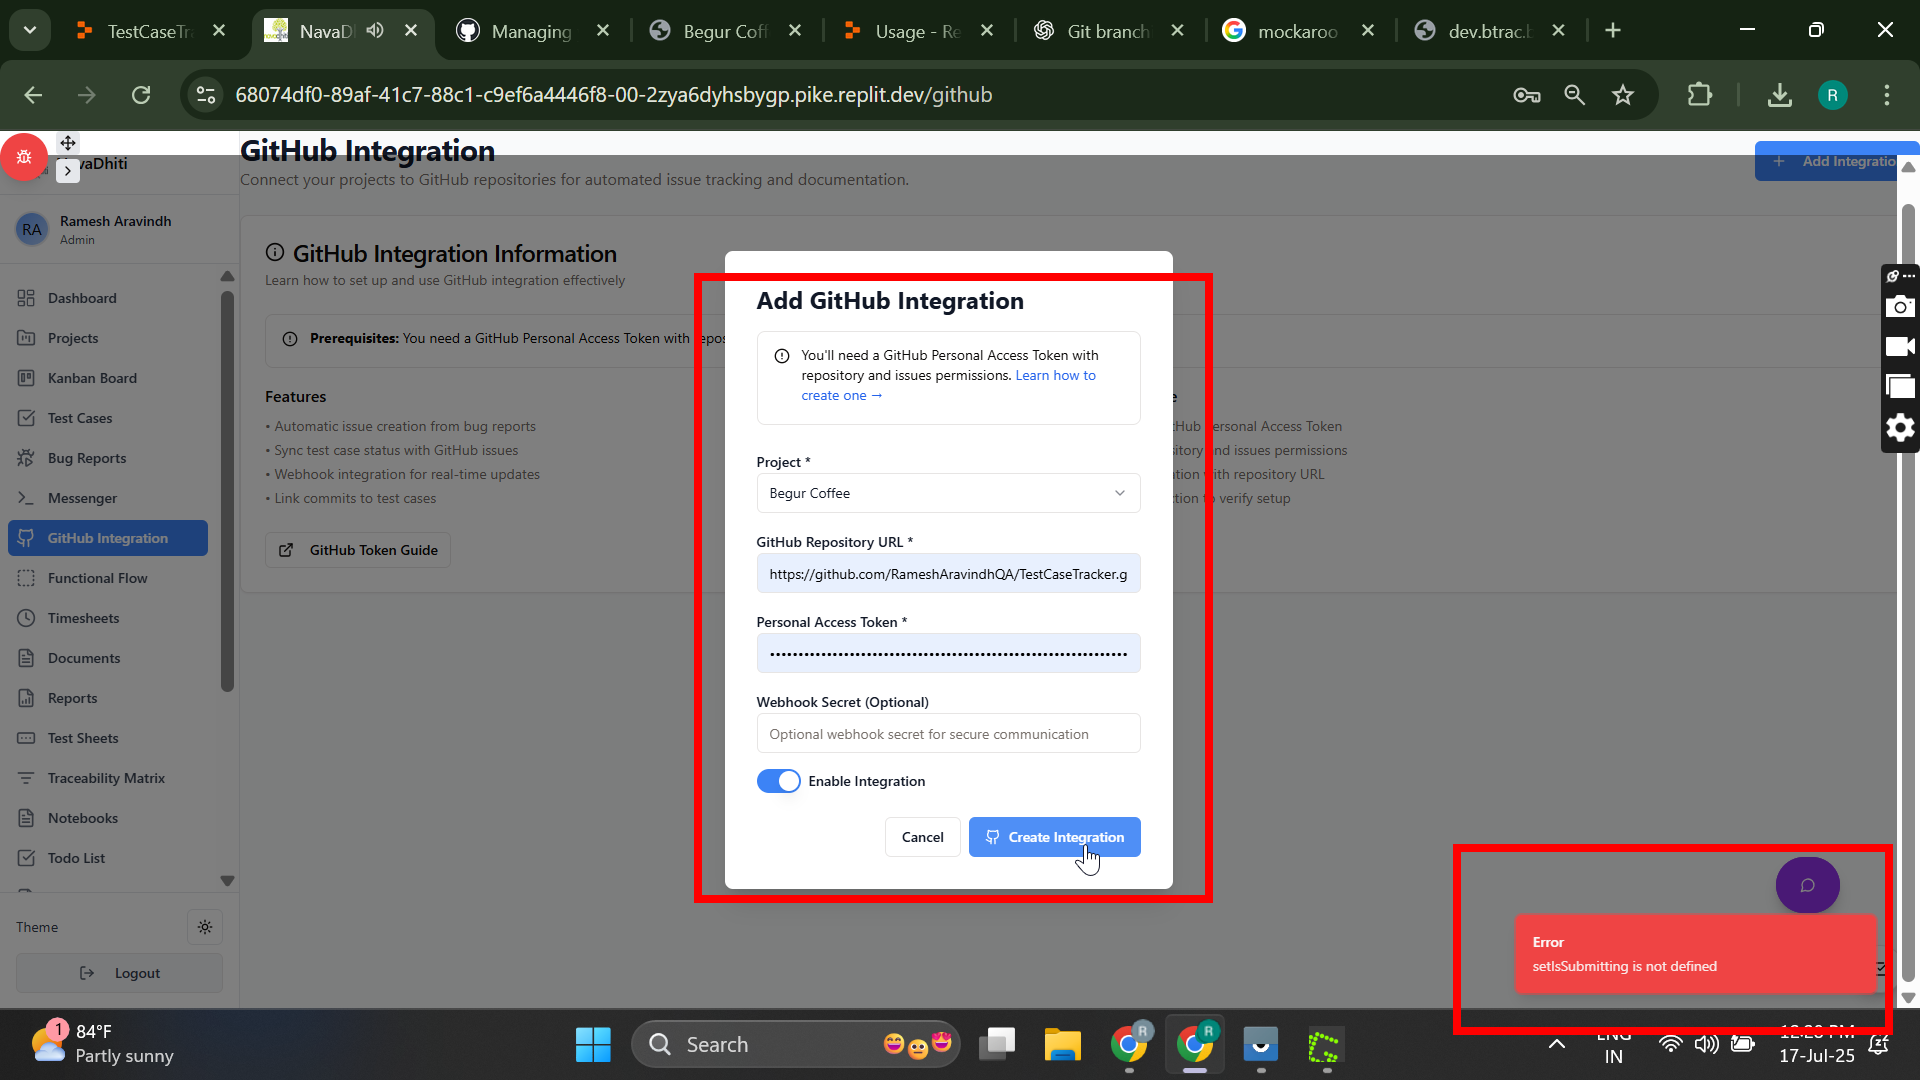 TestCaseTr
NavaD
Managing
Begur Coff
Usage - Re
Git branch
mockaroo
dev.btrac.b
68074df0-89af-41c7-88c1-c9ef6a4446f8-00-2zya6dyhsbygp.pike.replit.dev/github
R
vaDhiti
GitHub Integration
Connect your projects to GitHub repositories for automated issue tracking and documentation.
+ Add Integratio
RA
Ramesh Aravindh
Admin
Dashboard
Projects
Kanban Board
Test Cases
Bug Reports
Messenger
GitHub Integration
Functional Flow
Timesheets
Documents
Reports
Test Sheets
Traceability Matrix
Notebooks
Todo List
Theme
Logout
GitHub Integration Information
Learn how to set up and use GitHub integration effectively
Prerequisites: You need a GitHub Personal Access Token with repos
Features
• Automatic issue creation from bug reports
• Sync test case status with GitHub issues
• Webhook integration for real-time updates
• Link commits to test cases
GitHub Token Guide
e
Hub Personal Access Token
sitory and issues permissions
ation with repository URL
ction to verify setup
Add GitHub Integration
You'll need a GitHub Personal Access Token with
repository and issues permissions. Learn how to
create one →
Project *
Begur Coffee
GitHub Repository URL *
https://github.com/RameshAravindhQA/TestCaseTracker.g
Personal Access Token *
Webhook Secret (Optional)
Optional webhook secret for secure communication
Enable Integration
Cancel
Create Integration
Error
setIsSubmitting is not defined
1
84°F
Partly sunny
Search
R
R
ENG
IN
17-Jul-25